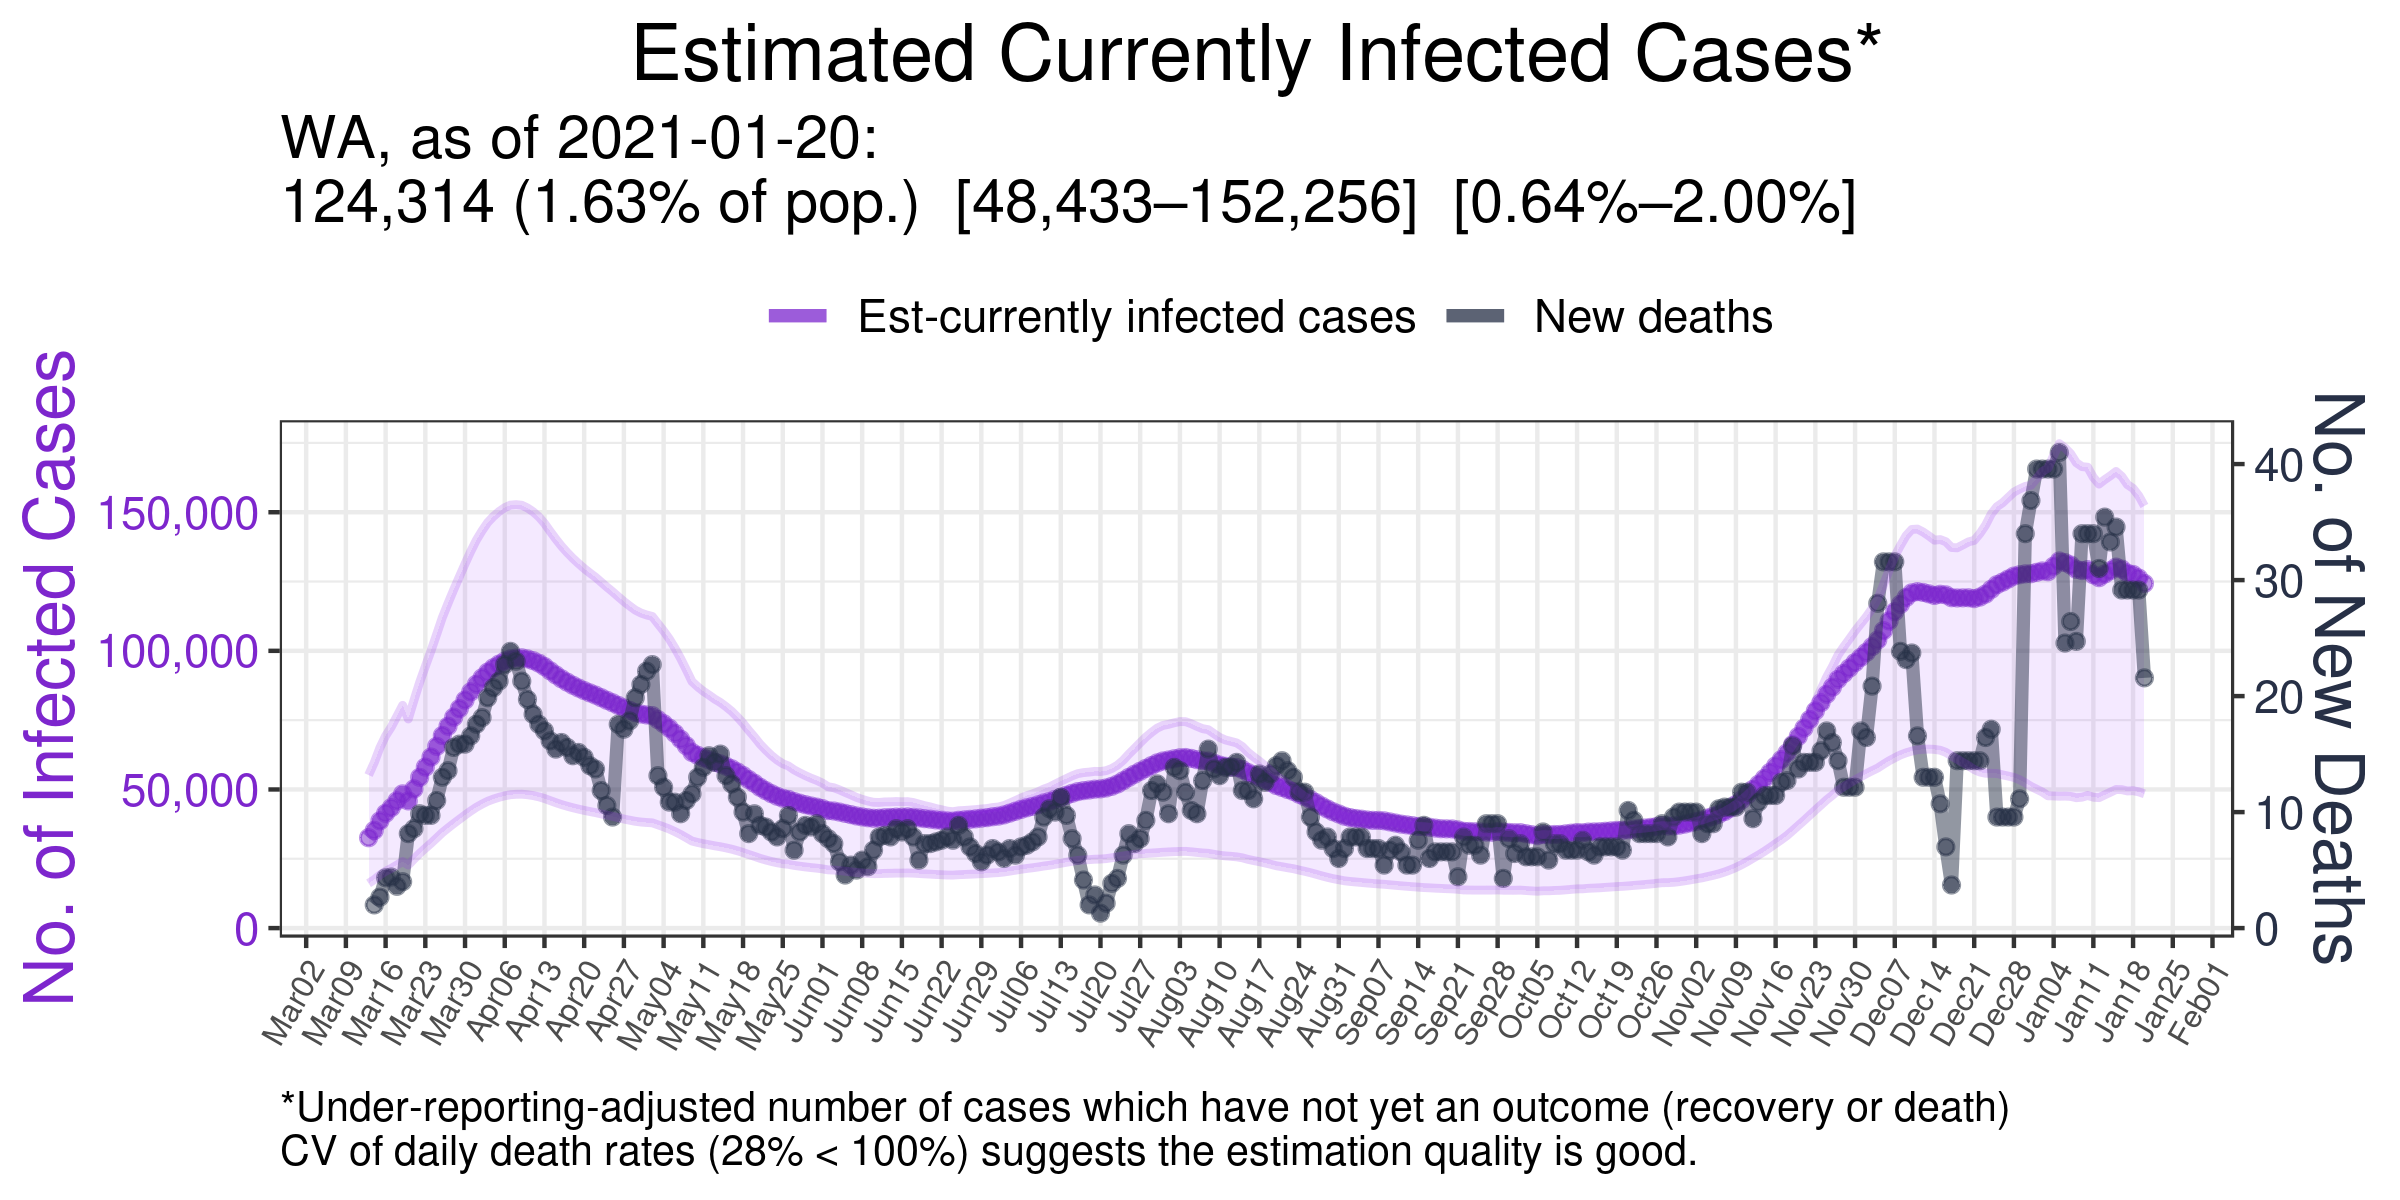 Estimated Currently Infected Cases*
WA, as of 2021-01-20:
124,314 (1.63% of pop.) [48,433–152,256] [0.64%–2.00%]
Est-currently infected cases
New deaths
No. of Infected Cases
150,000
100,000
50,000
0
40
30
20
10
0
No. of New Deaths
Mar02
Mar09
Mar16
Mar23
Mar30
Apr06
Apr13
Apr20
Apr27
May04
May11
May18
May25
Jun01
Jun08
Jun15
Jun22
Jun29
Jul06
Jul13
Jul20
Jul27
Aug03
Aug10
Aug17
Aug24
Aug31
Sep07
Sep14
Sep21
Sep28
Oct05
Oct12
Oct19
Oct26
Nov02
Nov09
Nov16
Nov23
Nov30
Dec07
Dec14
Dec21
Dec28
Jan04
Jan11
Jan18
Jan25
Feb01
*Under-reporting-adjusted number of cases which have not yet an outcome (recovery or death)
CV of daily death rates (28% < 100%) suggests the estimation quality is good.